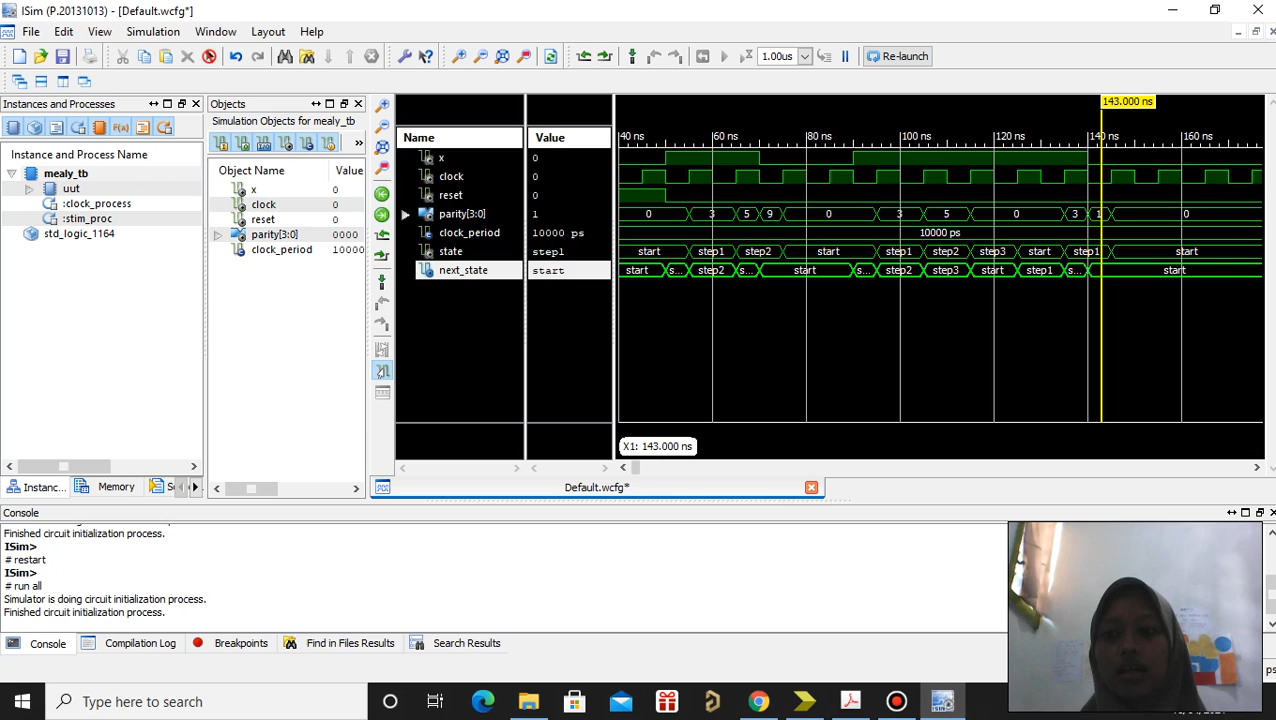 ISim (P.20131013) - [Default.wcfg*]
File Edit View Simulation Window Layout Help
1.00us Re-launch
Instances and Processes
Instance and Process Name
mealy_tb
uut
:clock_process
:stim_proc
std_logic_1164
Instanc... Memory
Objects
Simulation Objects for mealy_tb
Object Name Value
x 0
clock 0
reset 0
parity[3:0] 0000
clock_period 10000
Name Value
x 0
clock 0
reset 0
parity[3:0] 1
clock_period 10000 ps
state step1
next_state start
143.000 ns
40 ns 60 ns 80 ns 100 ns 120 ns 140 ns 160 ns
0 3 5 9 0 3 5 0 3 1 0
10000 ps
start step1 step2 start step1 step2 step3 start step1 start
start s... step2 s... start s... step2 step3 start step1 s... start
X1: 143.000 ns
Default.wcfg*
Console
Finished circuit initialization process.
ISim>
# restart
ISim>
# run all
Simulator is doing circuit initialization process.
Finished circuit initialization process.
Console Compilation Log Breakpoints Find in Files Results Search Results
Type here to search